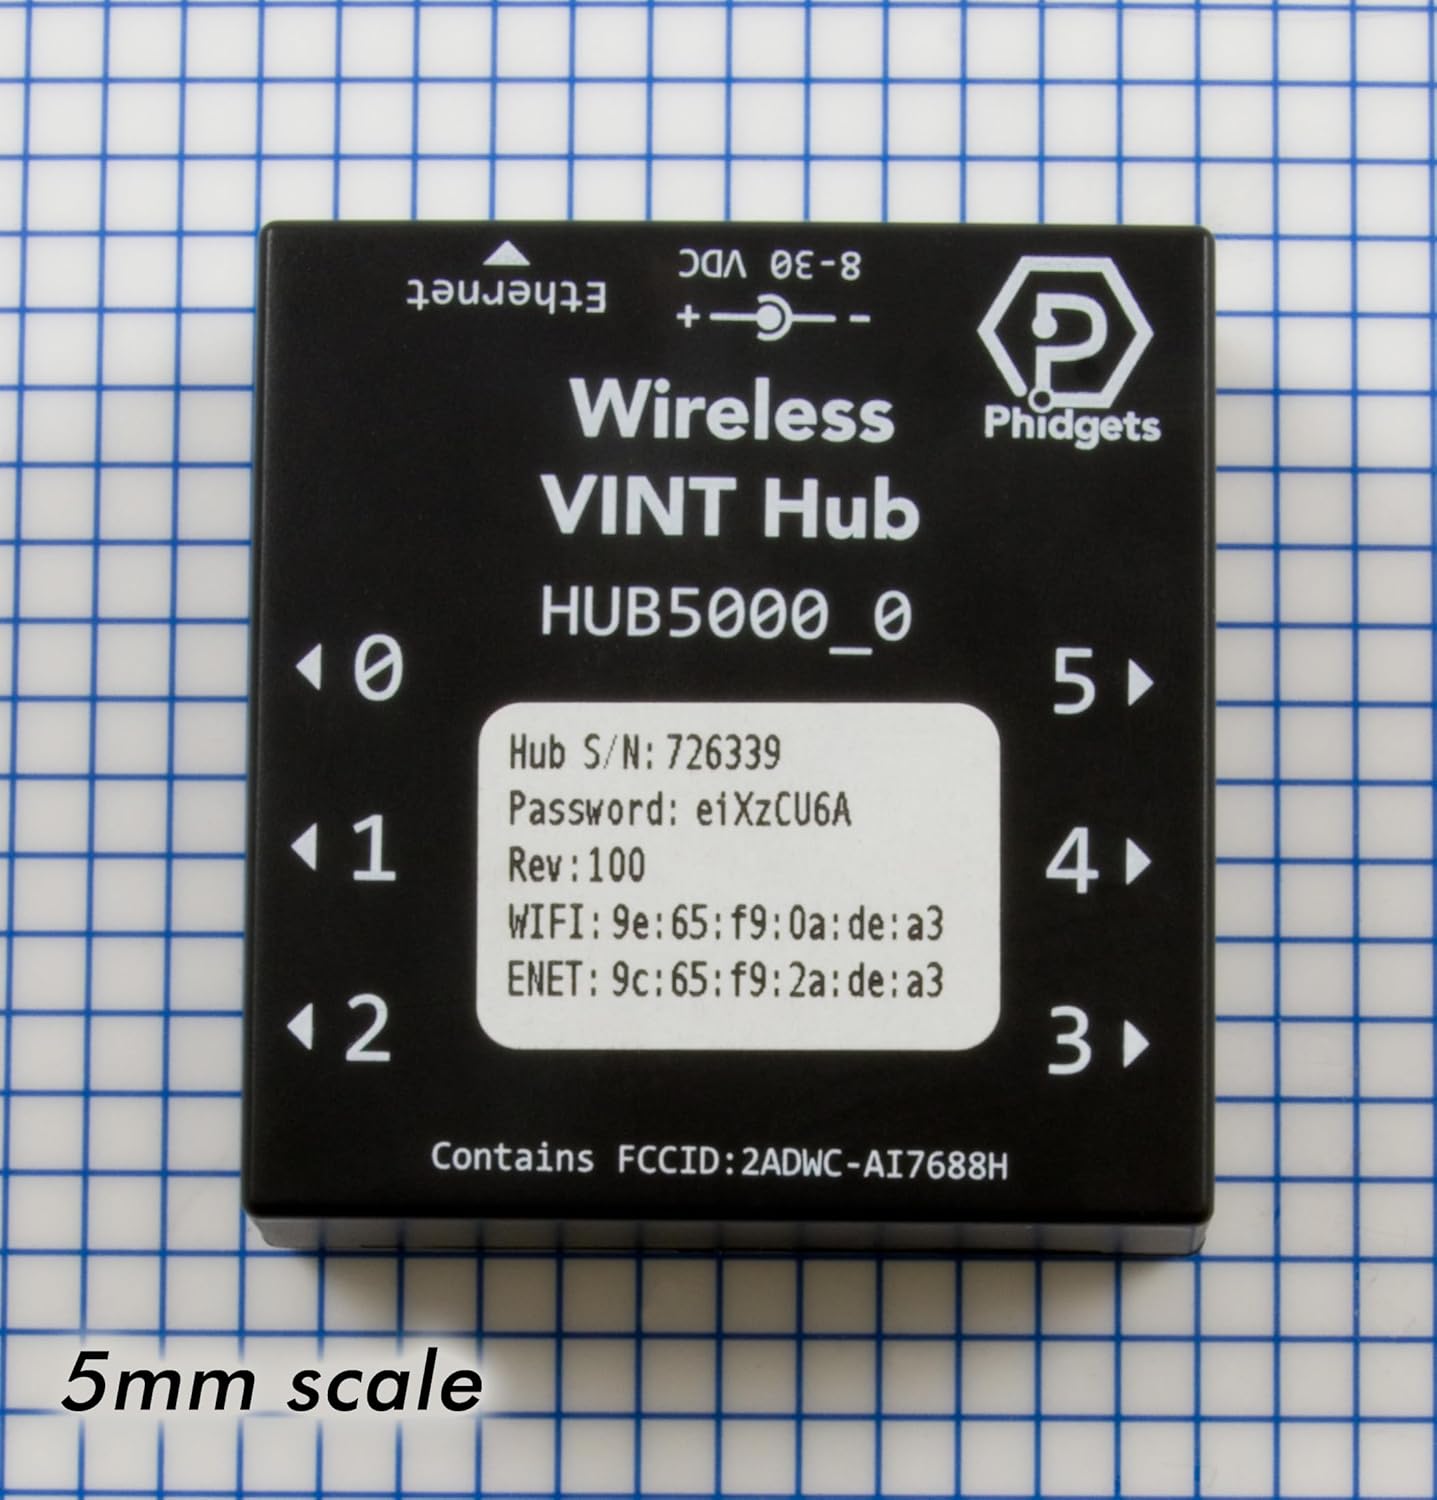 Ethernet
8-30 VDC
+ -
Phidgets
Wireless
VINT Hub
HUB5000_0
0
5
Hub S/N: 726339
Password: eiXzCU6A
Rev:100
WIFI: 9e:65:f9:0a:de:a3
ENET: 9c:65:f9:2a:de:a3
1
4
2
3
Contains FCCID:2ADWC-AI7688H
5mm scale